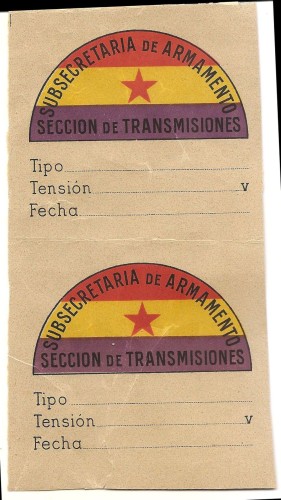 SUBSECRETARIA DE ARMAMENTO
SECCION DE TRANSMISIONES
Tipo
Tensión v
Fecha
SUBSECRETARIA DE ARMAMENTO
SECCION DE TRANSMISIONES
Tipo
Tensión v
Fecha